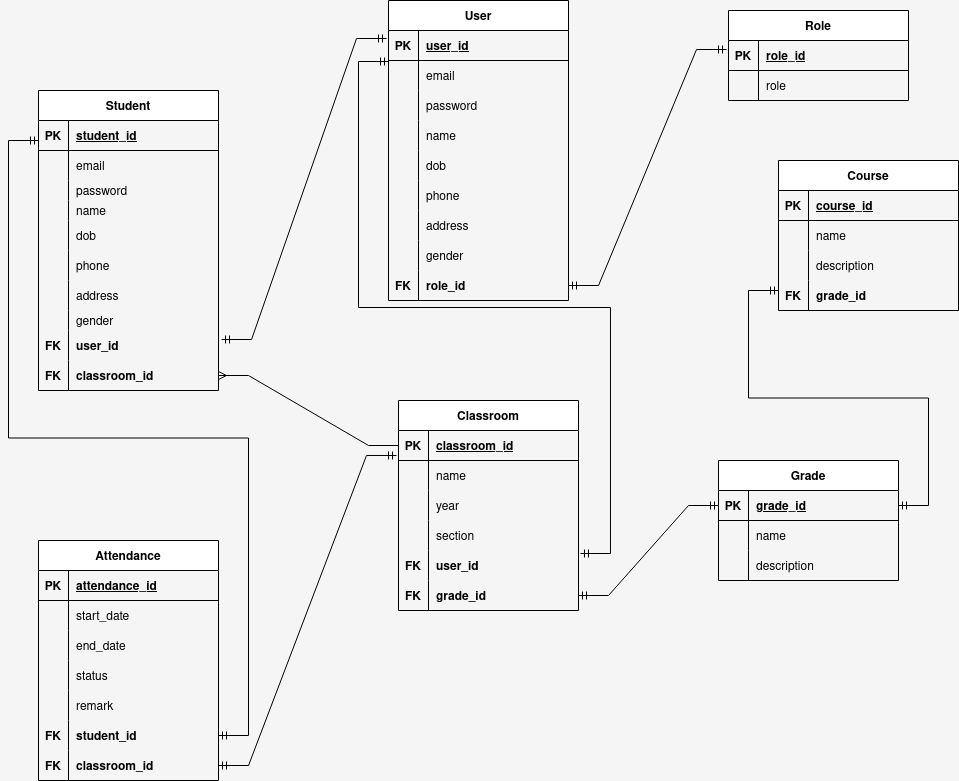 User
PK user_id
email
password
name
dob
phone
address
gender
FK role_id
Role
PK role_id
role
Student
PK student_id
email
password
name
dob
phone
address
gender
FK user_id
FK classroom_id
Course
PK course_id
name
description
FK grade_id
Classroom
PK classroom_id
name
year
section
FK user_id
FK grade_id
Grade
PK grade_id
name
description
Attendance
PK attendance_id
start_date
end_date
status
remark
FK student_id
FK classroom_id